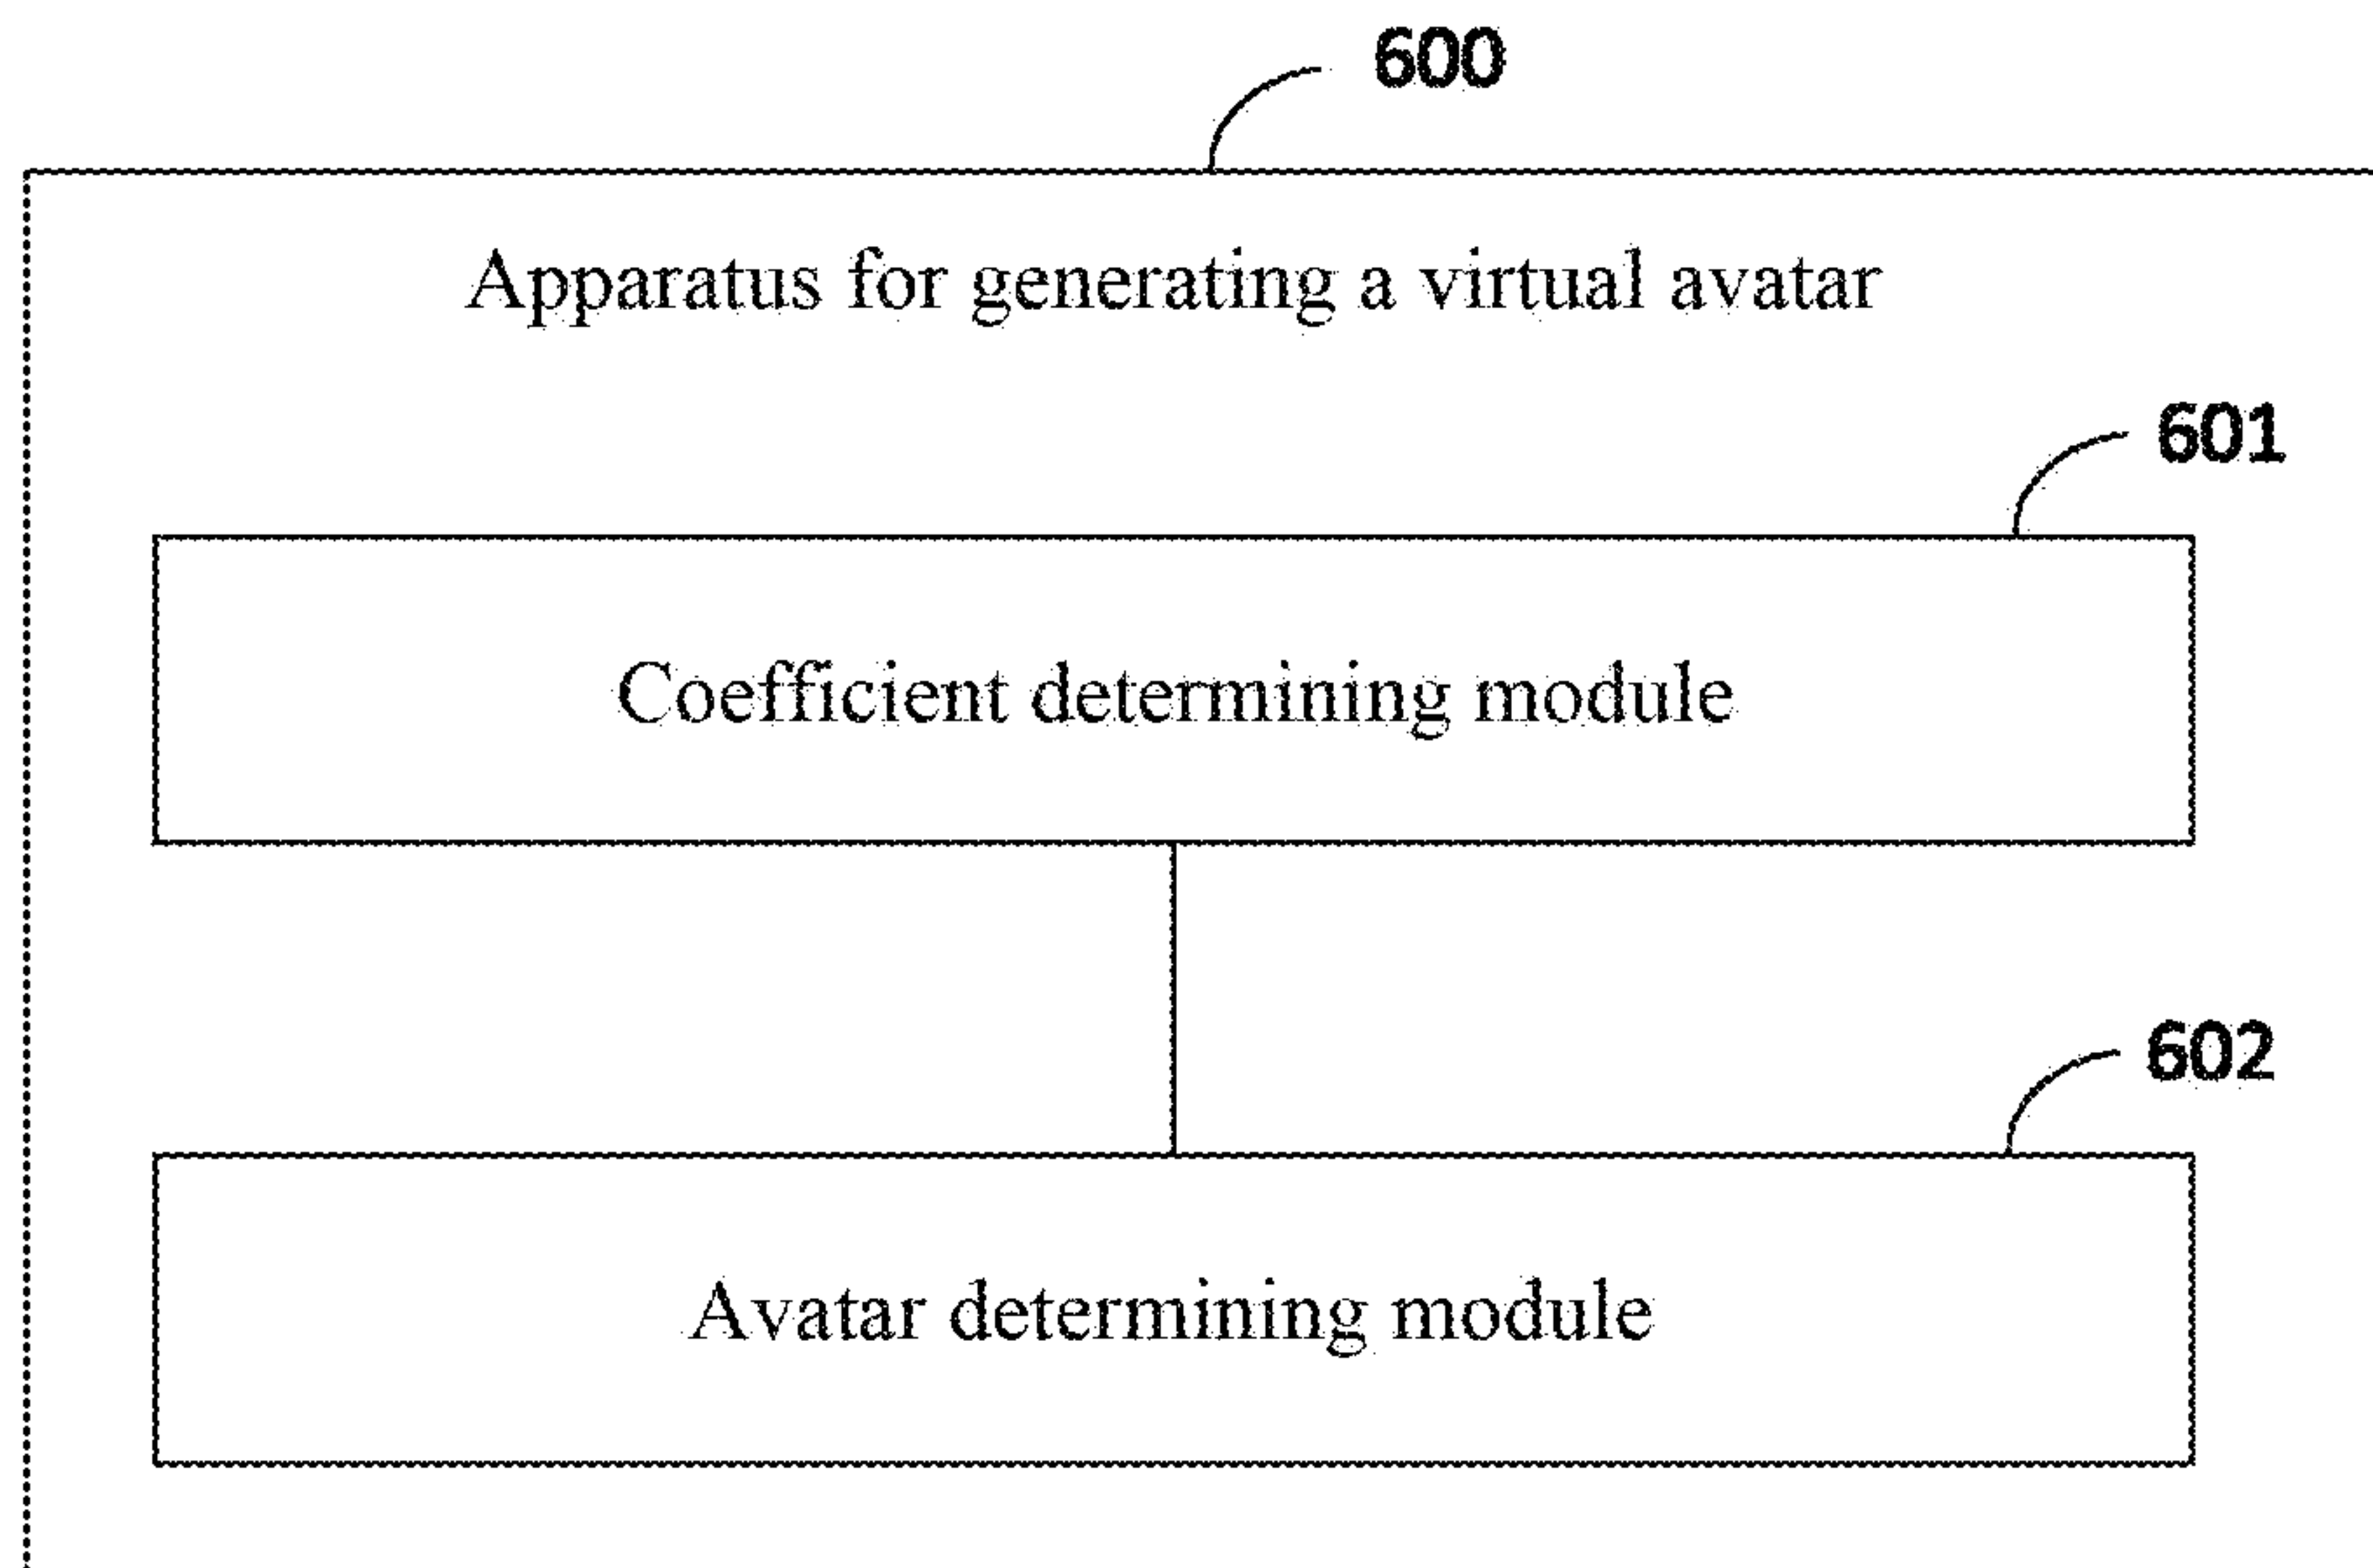 600
Apparatus for generating a virtual avatar
601
Coefficient determining module
602
Avatar determining module